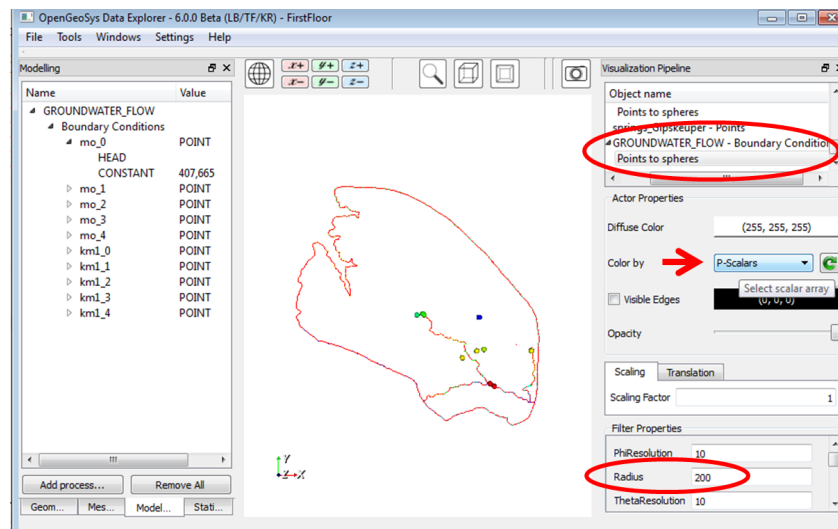 OpenGeoSys Data Explorer - 6.0.0 Beta (LB/TF/KR) - FirstFloor
File Tools Windows Settings Help
Modelling
Name Value
GROUNDWATER_FLOW
Boundary Conditions
mo_0 POINT
HEAD
CONSTANT 407,665
mo_1 POINT
mo_2 POINT
mo_3 POINT
mo_4 POINT
km1_0 POINT
km1_1 POINT
km1_2 POINT
km1_3 POINT
km1_4 POINT
Add process... Remove All
Geom... Mes... Model... Stati...
x+ y+ z+
x- y- z-
Y
Z X
Visualization Pipeline
Object name
Points to spheres
springs_Gipskeuper - Points
GROUNDWATER_FLOW - Boundary Condition
Points to spheres
Actor Properties
Diffuse Color (255, 255, 255)
Color by P-Scalars
Select scalar array
Visible Edges (0, 0, 0)
Opacity
Scaling Translation
Scaling Factor 1
Filter Properties
PhiResolution 10
Radius 200
ThetaResolution 10